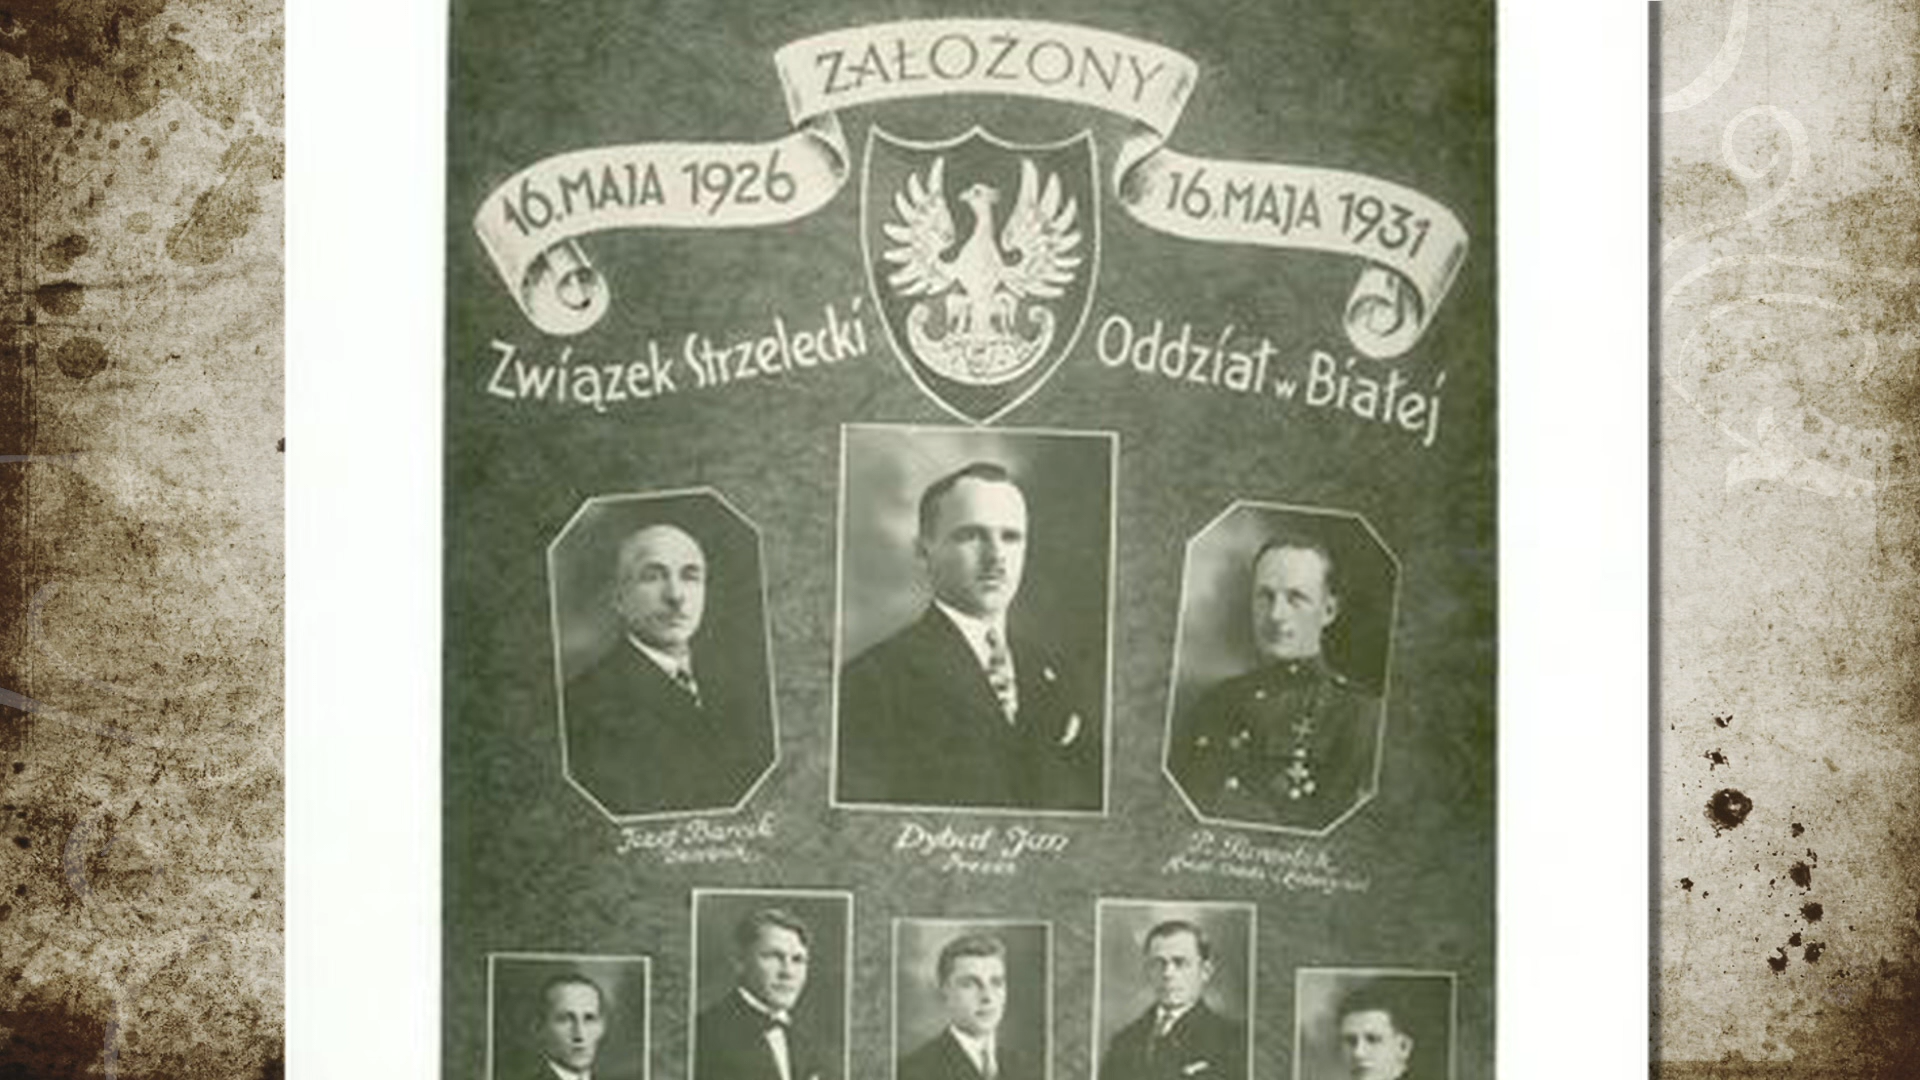 ZAŁOŻONY
16. MAJA 1926
16. MAJA 1931
Związek Strzelecki
Oddział w Białej
Józef Barcik
Dybał Jan
Prezes
P.